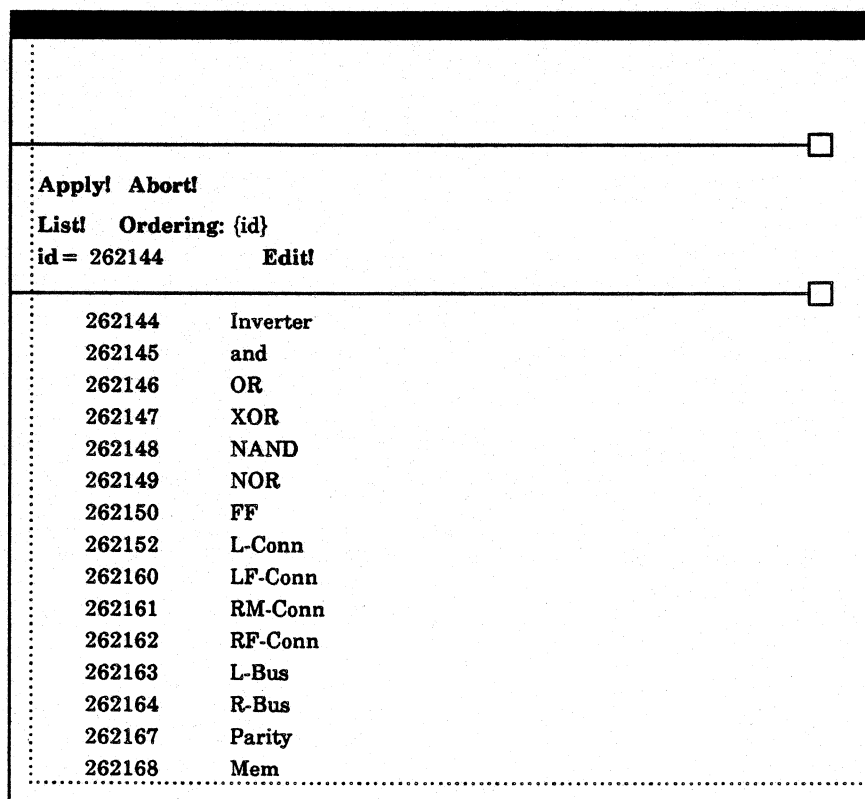 Apply! Abort!
List! Ordering: {id}
id = 262144 Edit!
262144 Inverter
262145 and
262146 OR
262147 XOR
262148 NAND
262149 NOR
262150 FF
262152 L-Conn
262160 LF-Conn
262161 RM-Conn
262162 RF-Conn
262163 L-Bus
262164 R-Bus
262167 Parity
262168 Mem